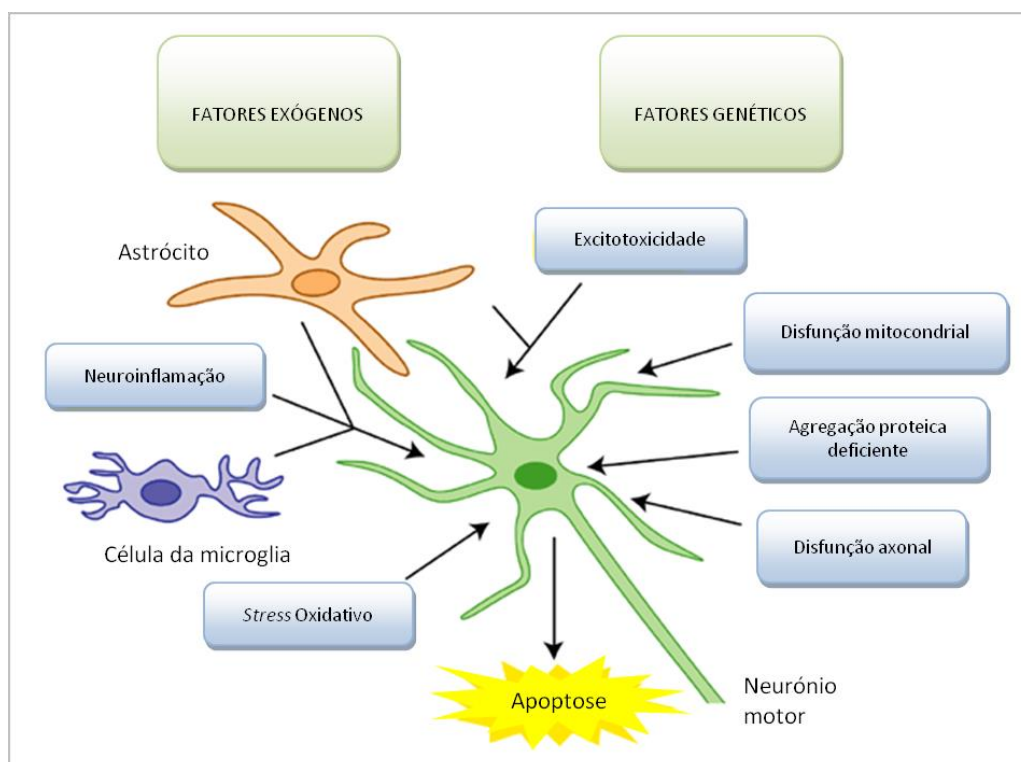 FATORES EXÓGENOS
FATORES GENÉTICOS
Astrócito
Excitotoxicidade
Disfunção mitocondrial
Neuroinflamação
Agregação proteica
deficiente
Célula da microglia
Disfunção axonal
Stress Oxidativo
Apoptose
Neurónio
motor